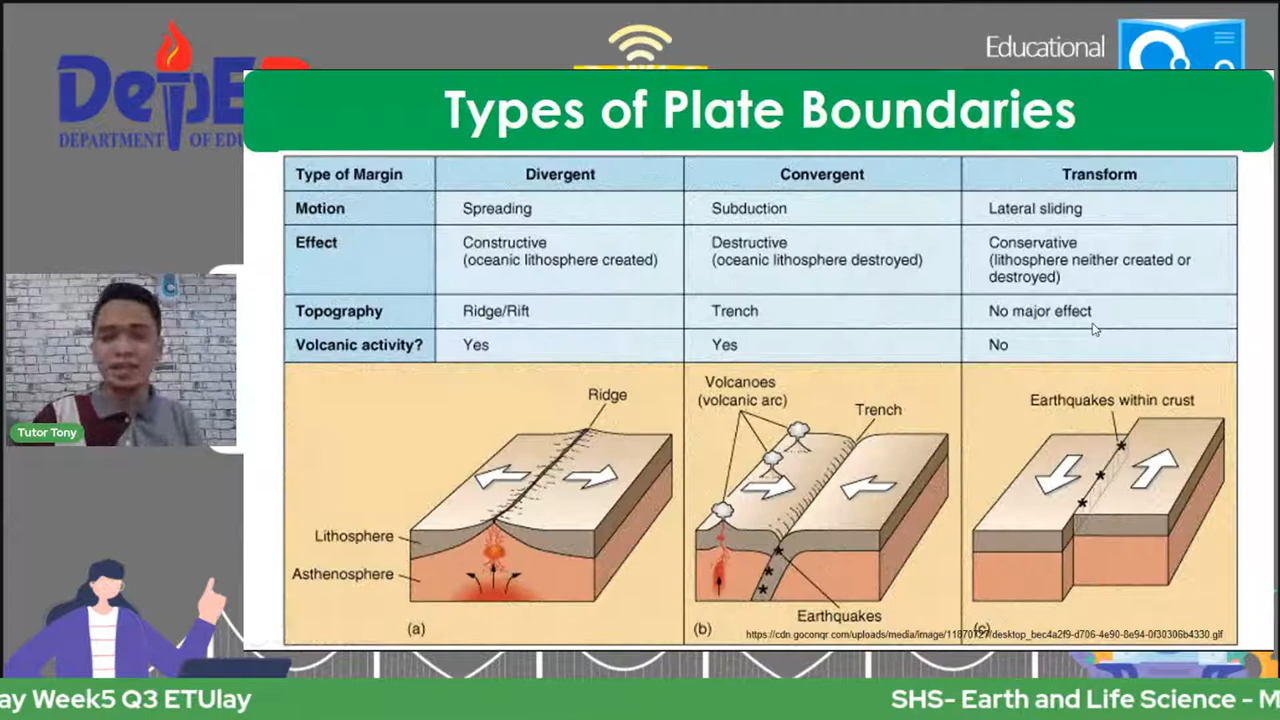 Educational
DepE
DEPARTMENT OF EDU
Types of Plate Boundaries
Type of Margin Divergent Convergent Transform
Motion Spreading Subduction Lateral sliding
Effect Constructive Destructive Conservative
(oceanic lithosphere created) (oceanic lithosphere destroyed) (lithosphere neither created or
destroyed)
Topography Ridge/Rift Trench No major effect
Volcanic activity? Yes Yes No
Ridge
Lithosphere
Asthenosphere
(a)
Volcanoes
(volcanic arc)
Trench
Earthquakes
(b)
Earthquakes within crust
(c)
Tutor Tony
ay Week5 Q3 ETUlay
SHS- Earth and Life Science - M